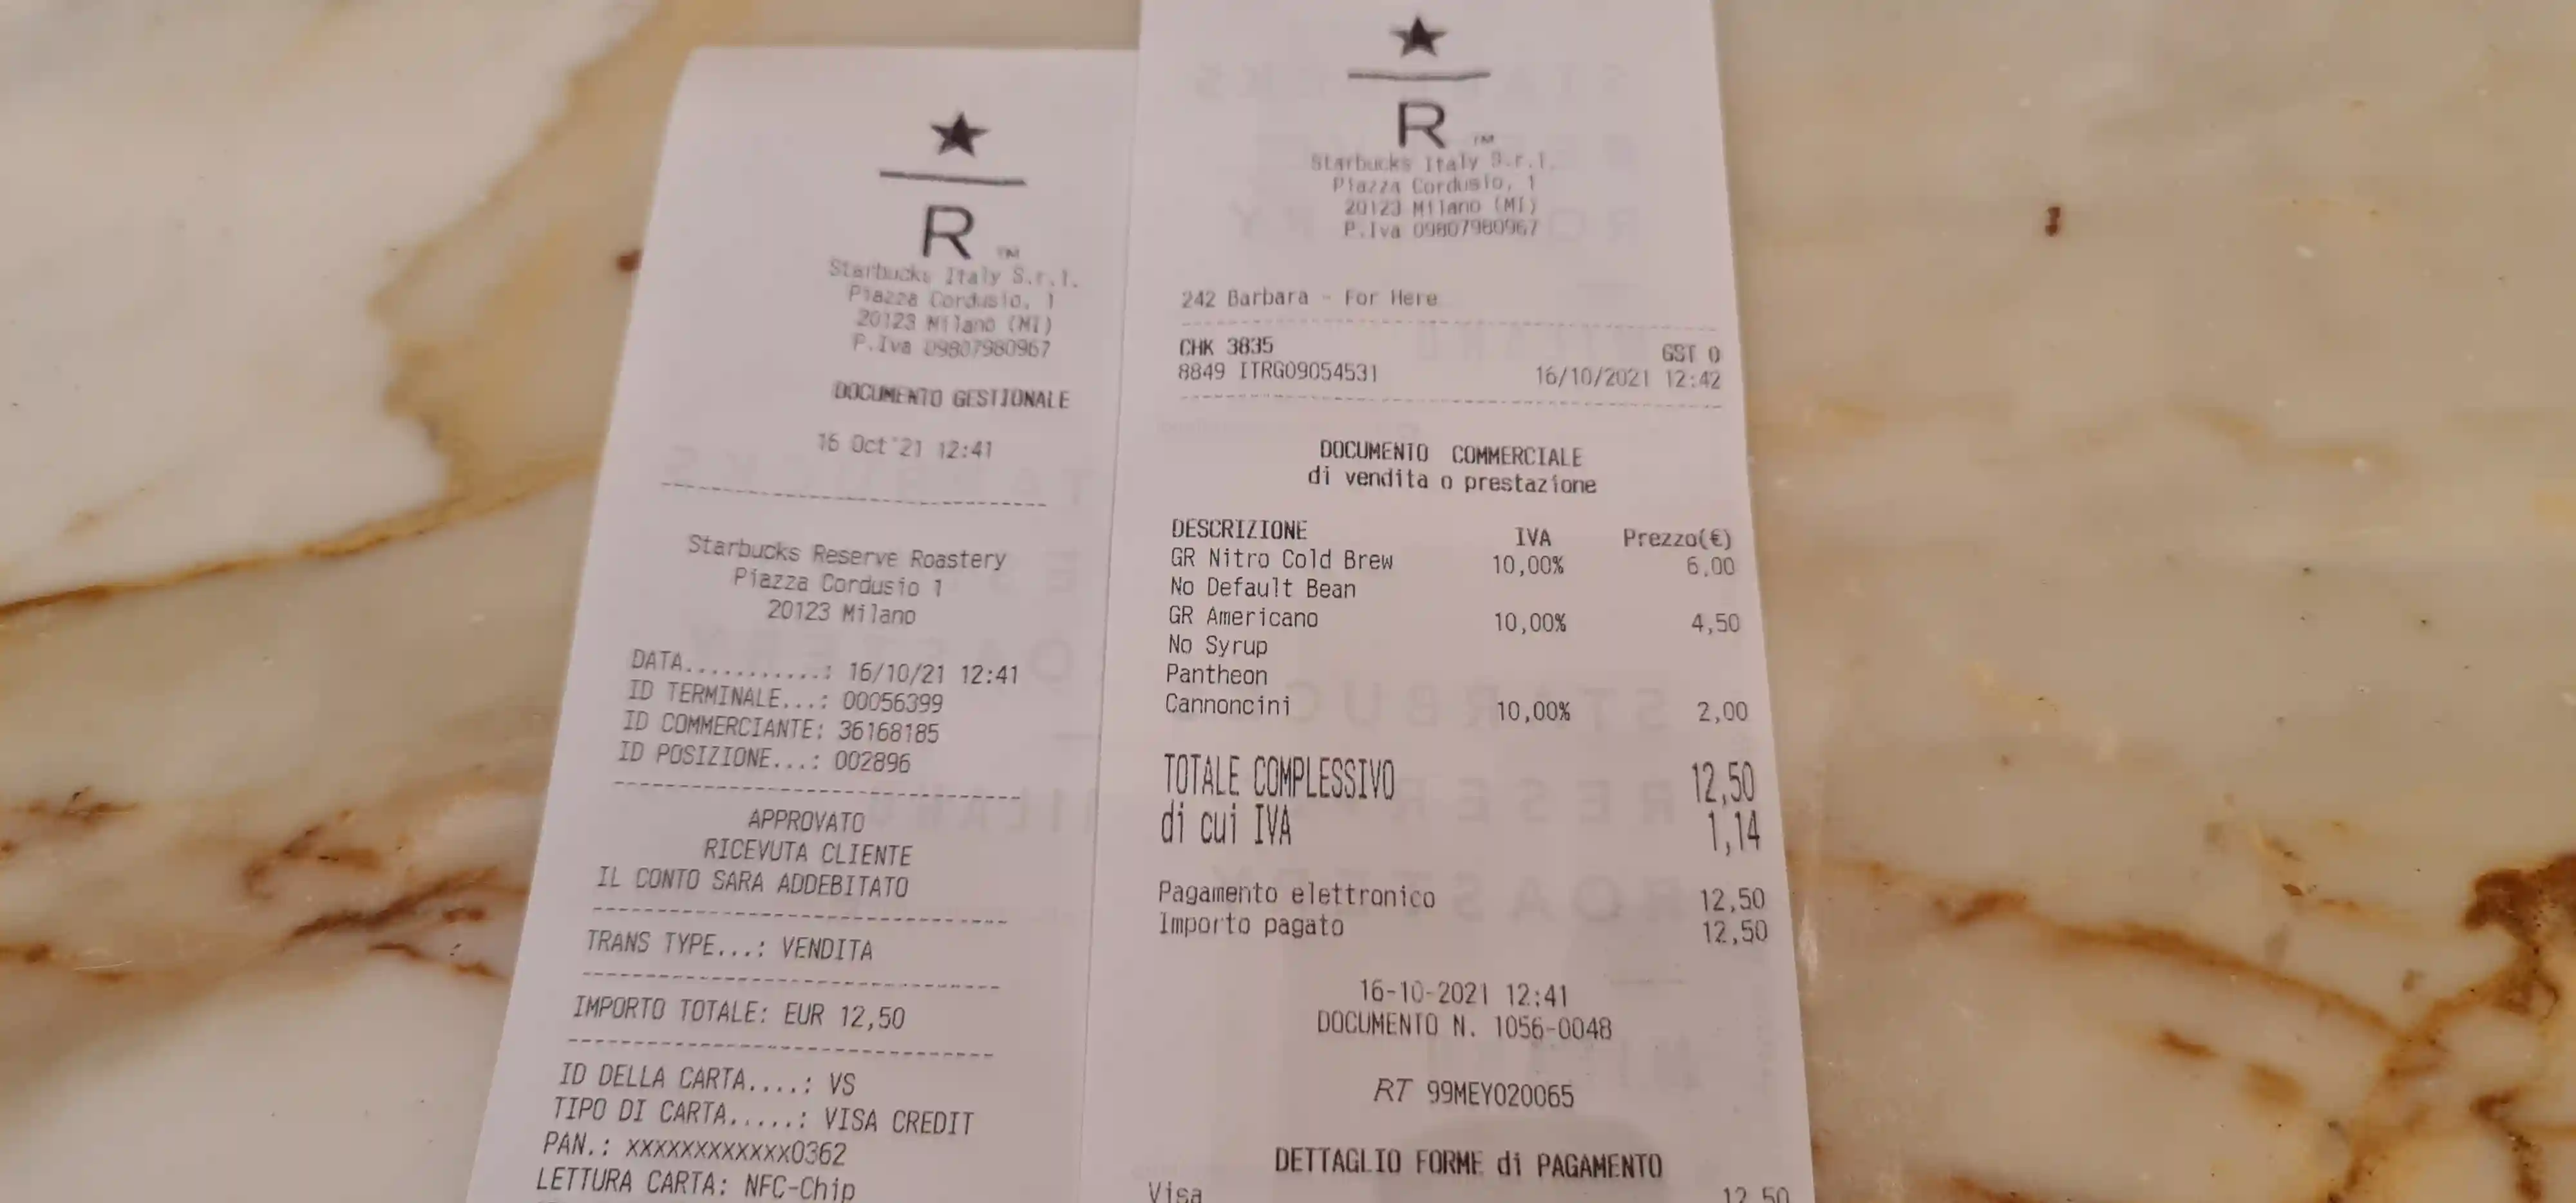 R ™
Starbucks Italy S.r.l.
Piazza Cordusio, 1
20123 Milano (MI)
P.Iva 09807980967
DOCUMENTO GESTIONALE
16 Oct'21 12:41
Starbucks Reserve Roastery
Piazza Cordusio 1
20123 Milano
DATA...........: 16/10/21 12:41
ID TERMINALE...: 00056399
ID COMMERCIANTE: 36168185
ID POSIZIONE...: 002896
APPROVATO
RICEVUTA CLIENTE
IL CONTO SARA ADDEBITATO
TRANS TYPE...: VENDITA
IMPORTO TOTALE: EUR 12,50
ID DELLA CARTA....: VS
TIPO DI CARTA.....: VISA CREDIT
PAN.: xxxxxxxxxxxx0362
LETTURA CARTA: NFC-Chip
R ™
Starbucks Italy S.r.l.
Piazza Cordusio, 1
20123 Milano (MI)
P.Iva 09807980967
242 Barbara - For Here
CHK 3835 GST 0
8849 ITRG09054531 16/10/2021 12:42
DOCUMENTO COMMERCIALE
di vendita o prestazione
DESCRIZIONE IVA Prezzo(€)
GR Nitro Cold Brew 10,00% 6,00
No Default Bean
GR Americano 10,00% 4,50
No Syrup
Pantheon
Cannoncini 10,00% 2,00
TOTALE COMPLESSIVO 12,50
di cui IVA 1,14
Pagamento elettronico 12,50
Importo pagato 12,50
16-10-2021 12:41
DOCUMENTO N. 1056-0048
RT 99MEY020065
DETTAGLIO FORME di PAGAMENTO
Visa 12,50